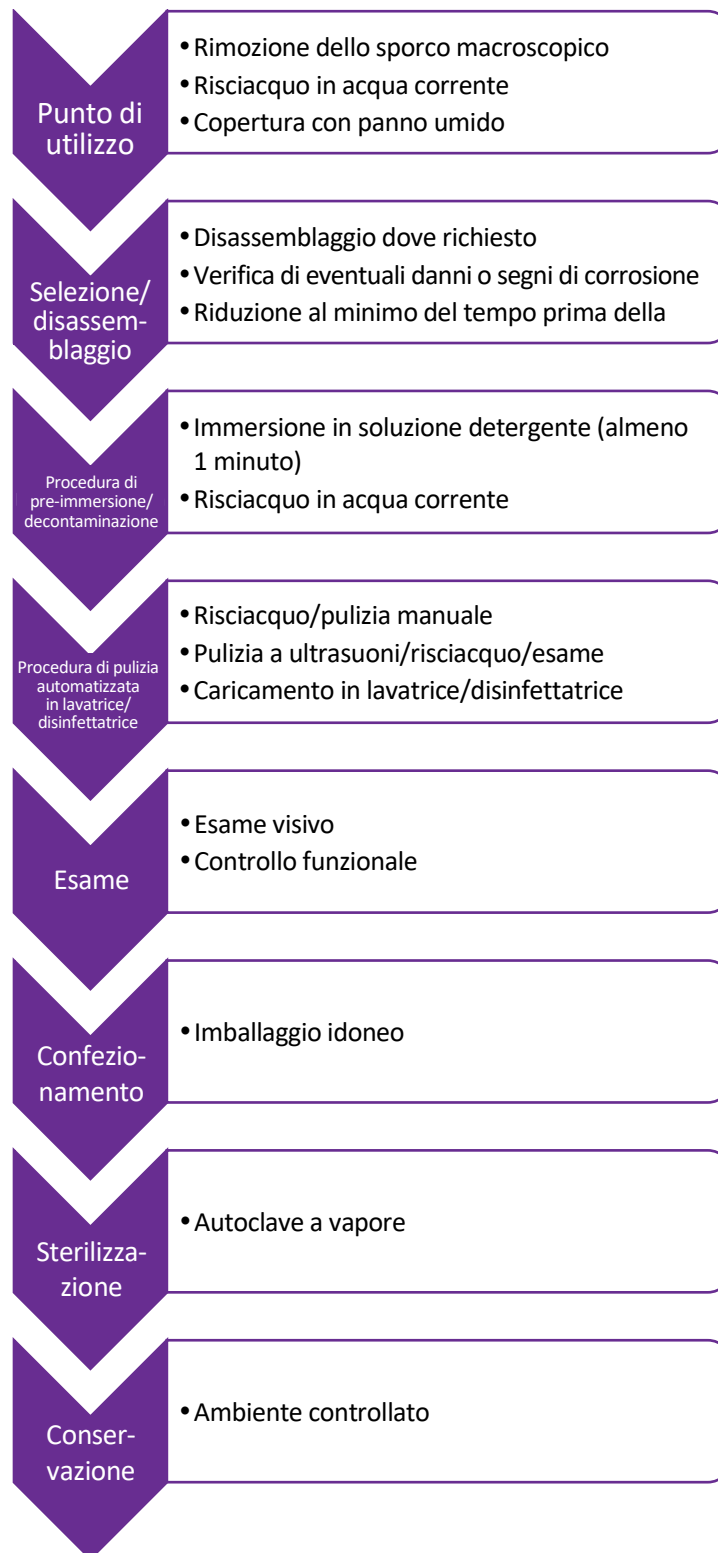 Punto di
utilizzo
• Rimozione dello sporco macroscopico
• Risciacquo in acqua corrente
• Copertura con panno umido
Selezione/
disassem-
blaggio
• Disassemblaggio dove richiesto
• Verifica di eventuali danni o segni di corrosione
• Riduzione al minimo del tempo prima della
Procedura di
pre-immersione/
decontaminazione
• Immersione in soluzione detergente (almeno
1 minuto)
• Risciacquo in acqua corrente
Procedura di pulizia
automatizzata
in lavatrice/
disinfettatrice
• Risciacquo/pulizia manuale
• Pulizia a ultrasuoni/risciacquo/esame
• Caricamento in lavatrice/disinfettatrice
Esame
• Esame visivo
• Controllo funzionale
Confezio-
namento
• Imballaggio idoneo
Sterilizza-
zione
• Autoclave a vapore
Conser-
vazione
• Ambiente controllato